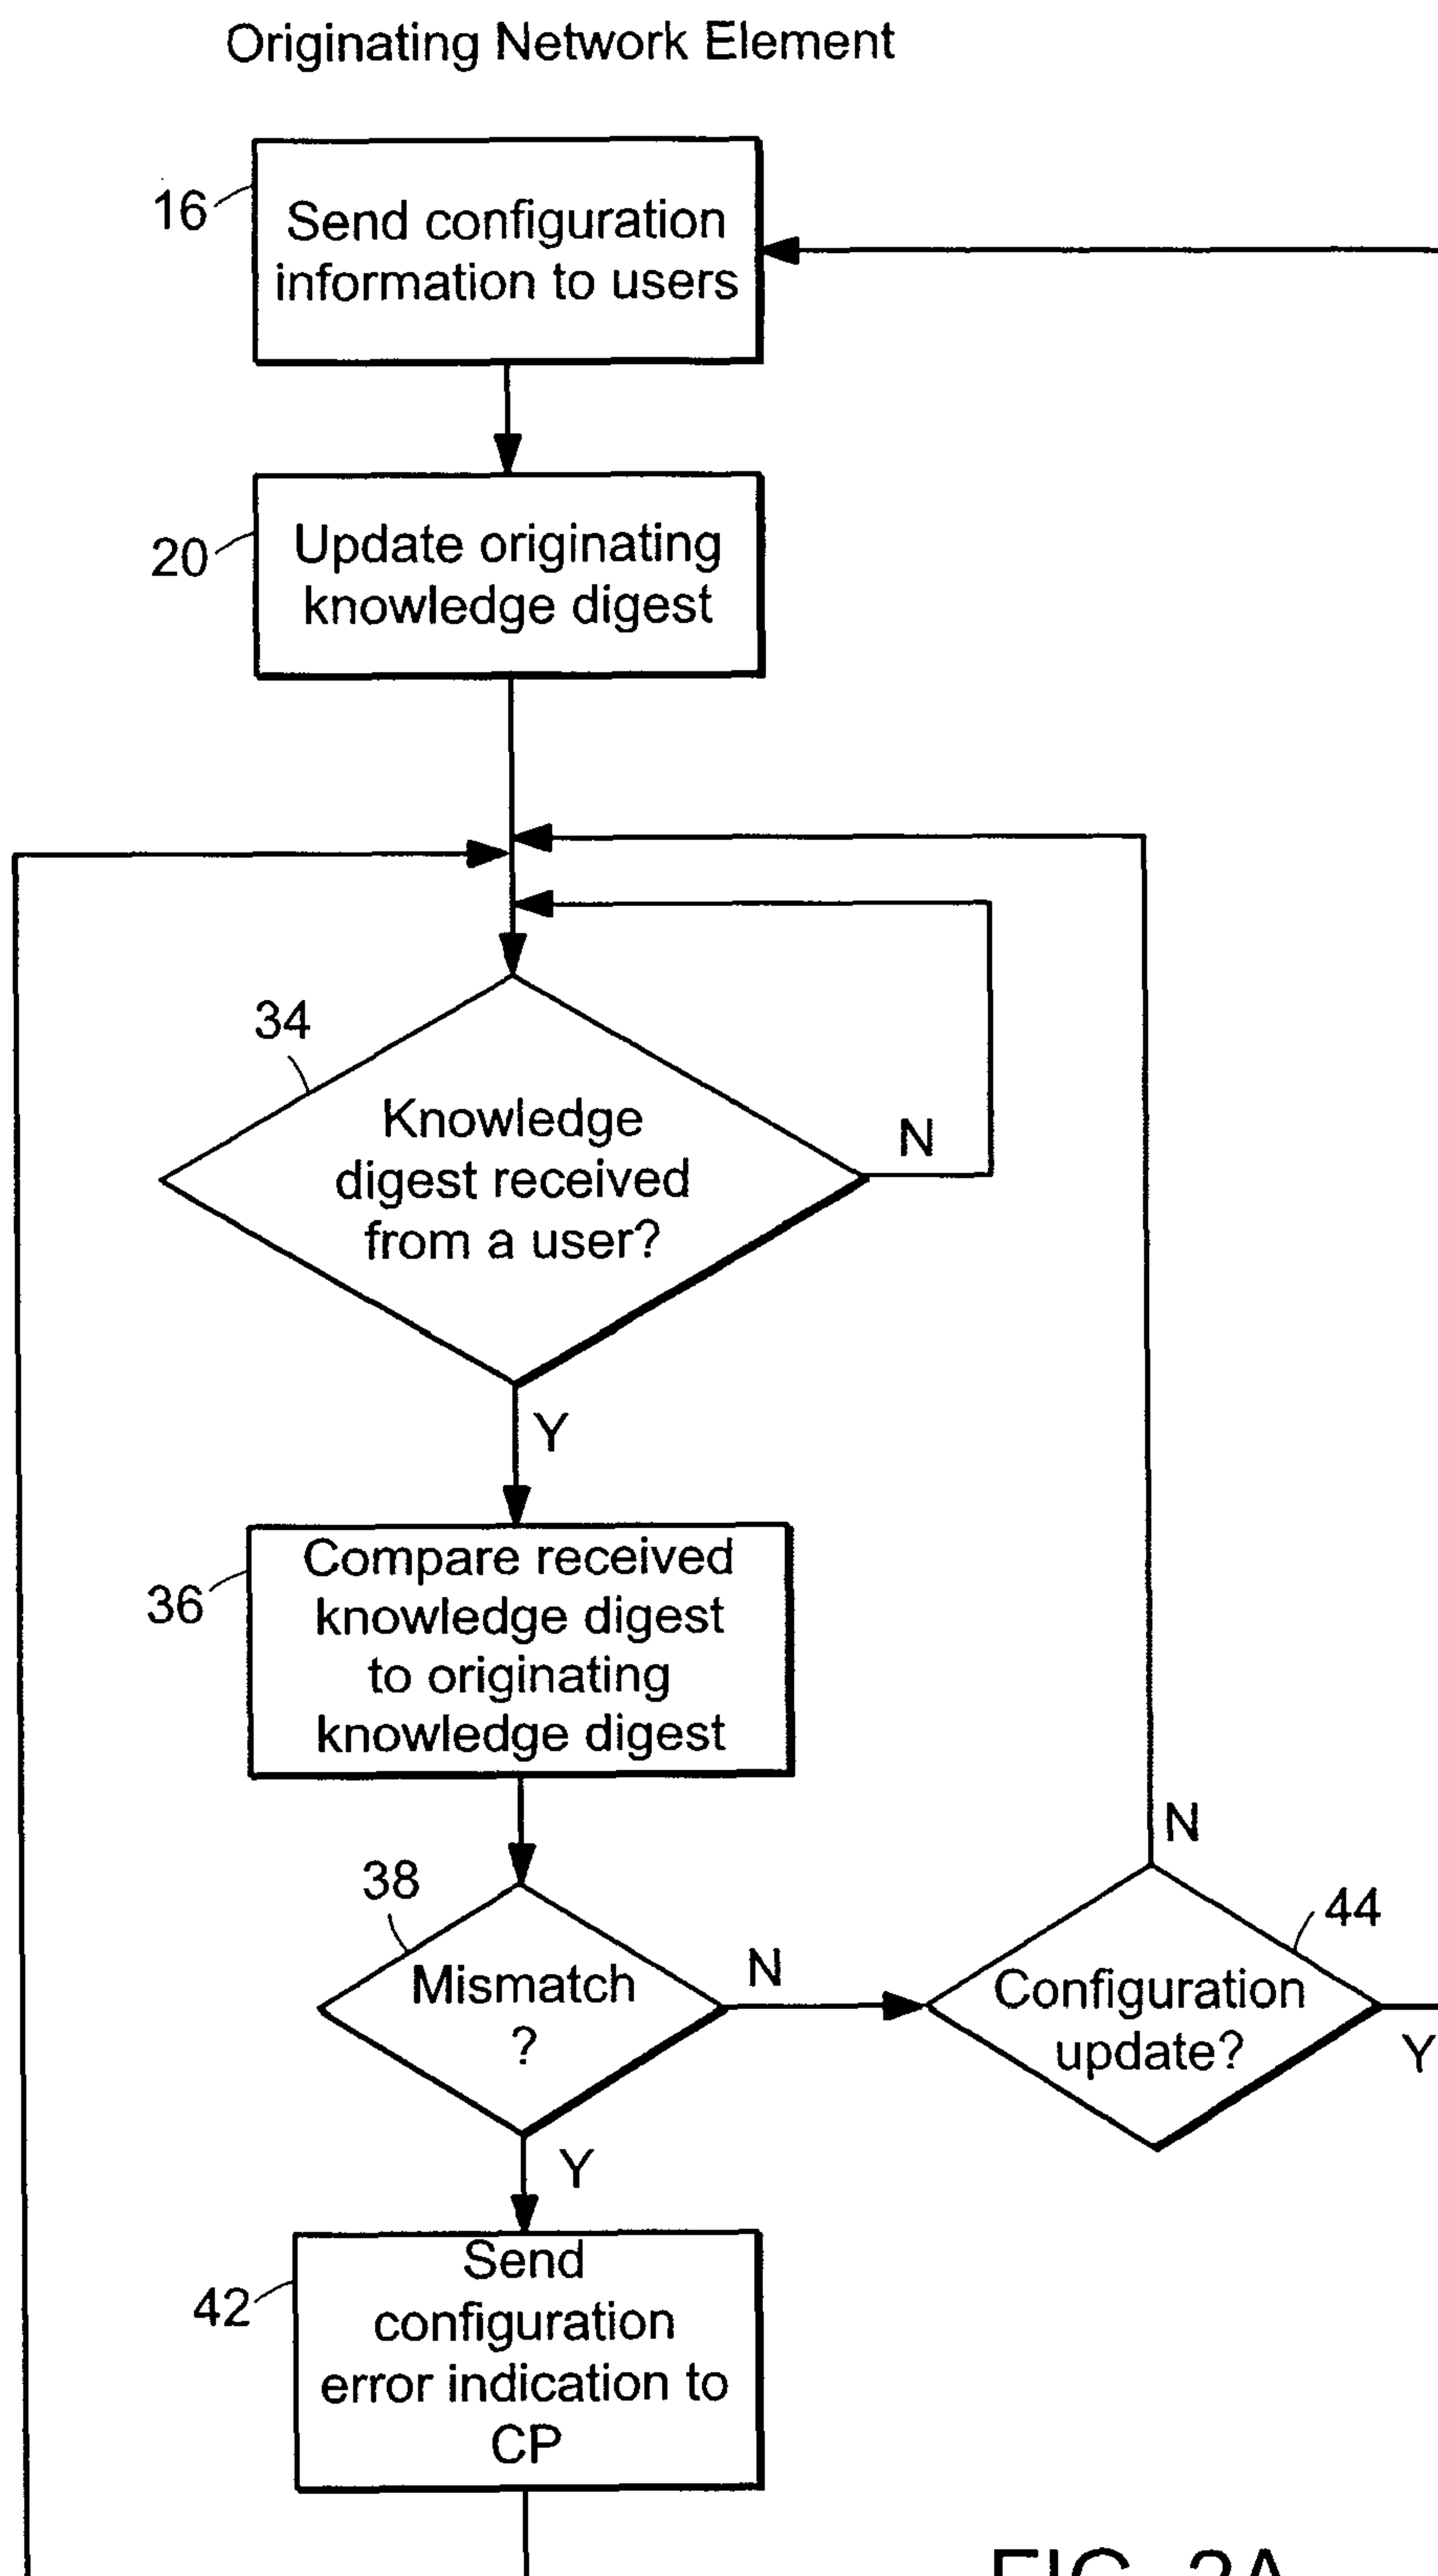 Originating Network Element
16
Send configuration
information to users
20
Update originating
knowledge digest
34
Knowledge
digest received
from a user?
N
Y
36
Compare received
knowledge digest
to originating
knowledge digest
38
Mismatch
?
N
Y
N
44
Configuration
update?
Y
42
Send
configuration
error indication to
CP
FIG. 2A